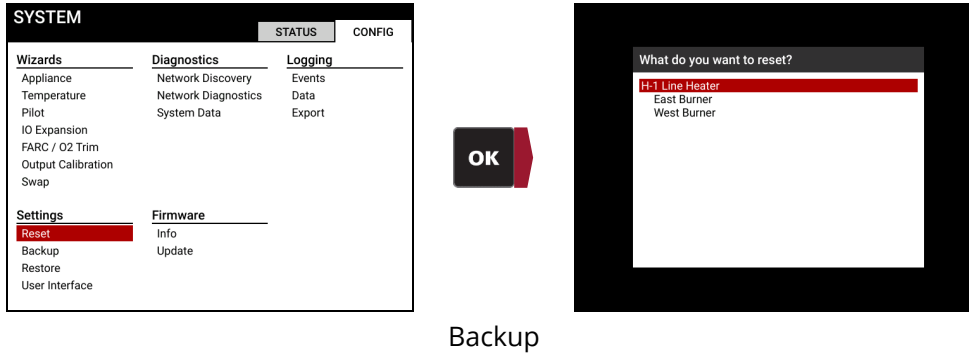 SYSTEM
STATUS
CONFIG
Wizards
Appliance
Temperature
Pilot
IO Expansion
FARC / O2 Trim
Output Calibration
Swap
Diagnostics
Network Discovery
Network Diagnostics
System Data
Logging
Events
Data
Export
Settings
Reset
Backup
Restore
User Interface
Firmware
Info
Update
OK
What do you want to reset?
H-1 Line Heater
East Burner
West Burner
Backup